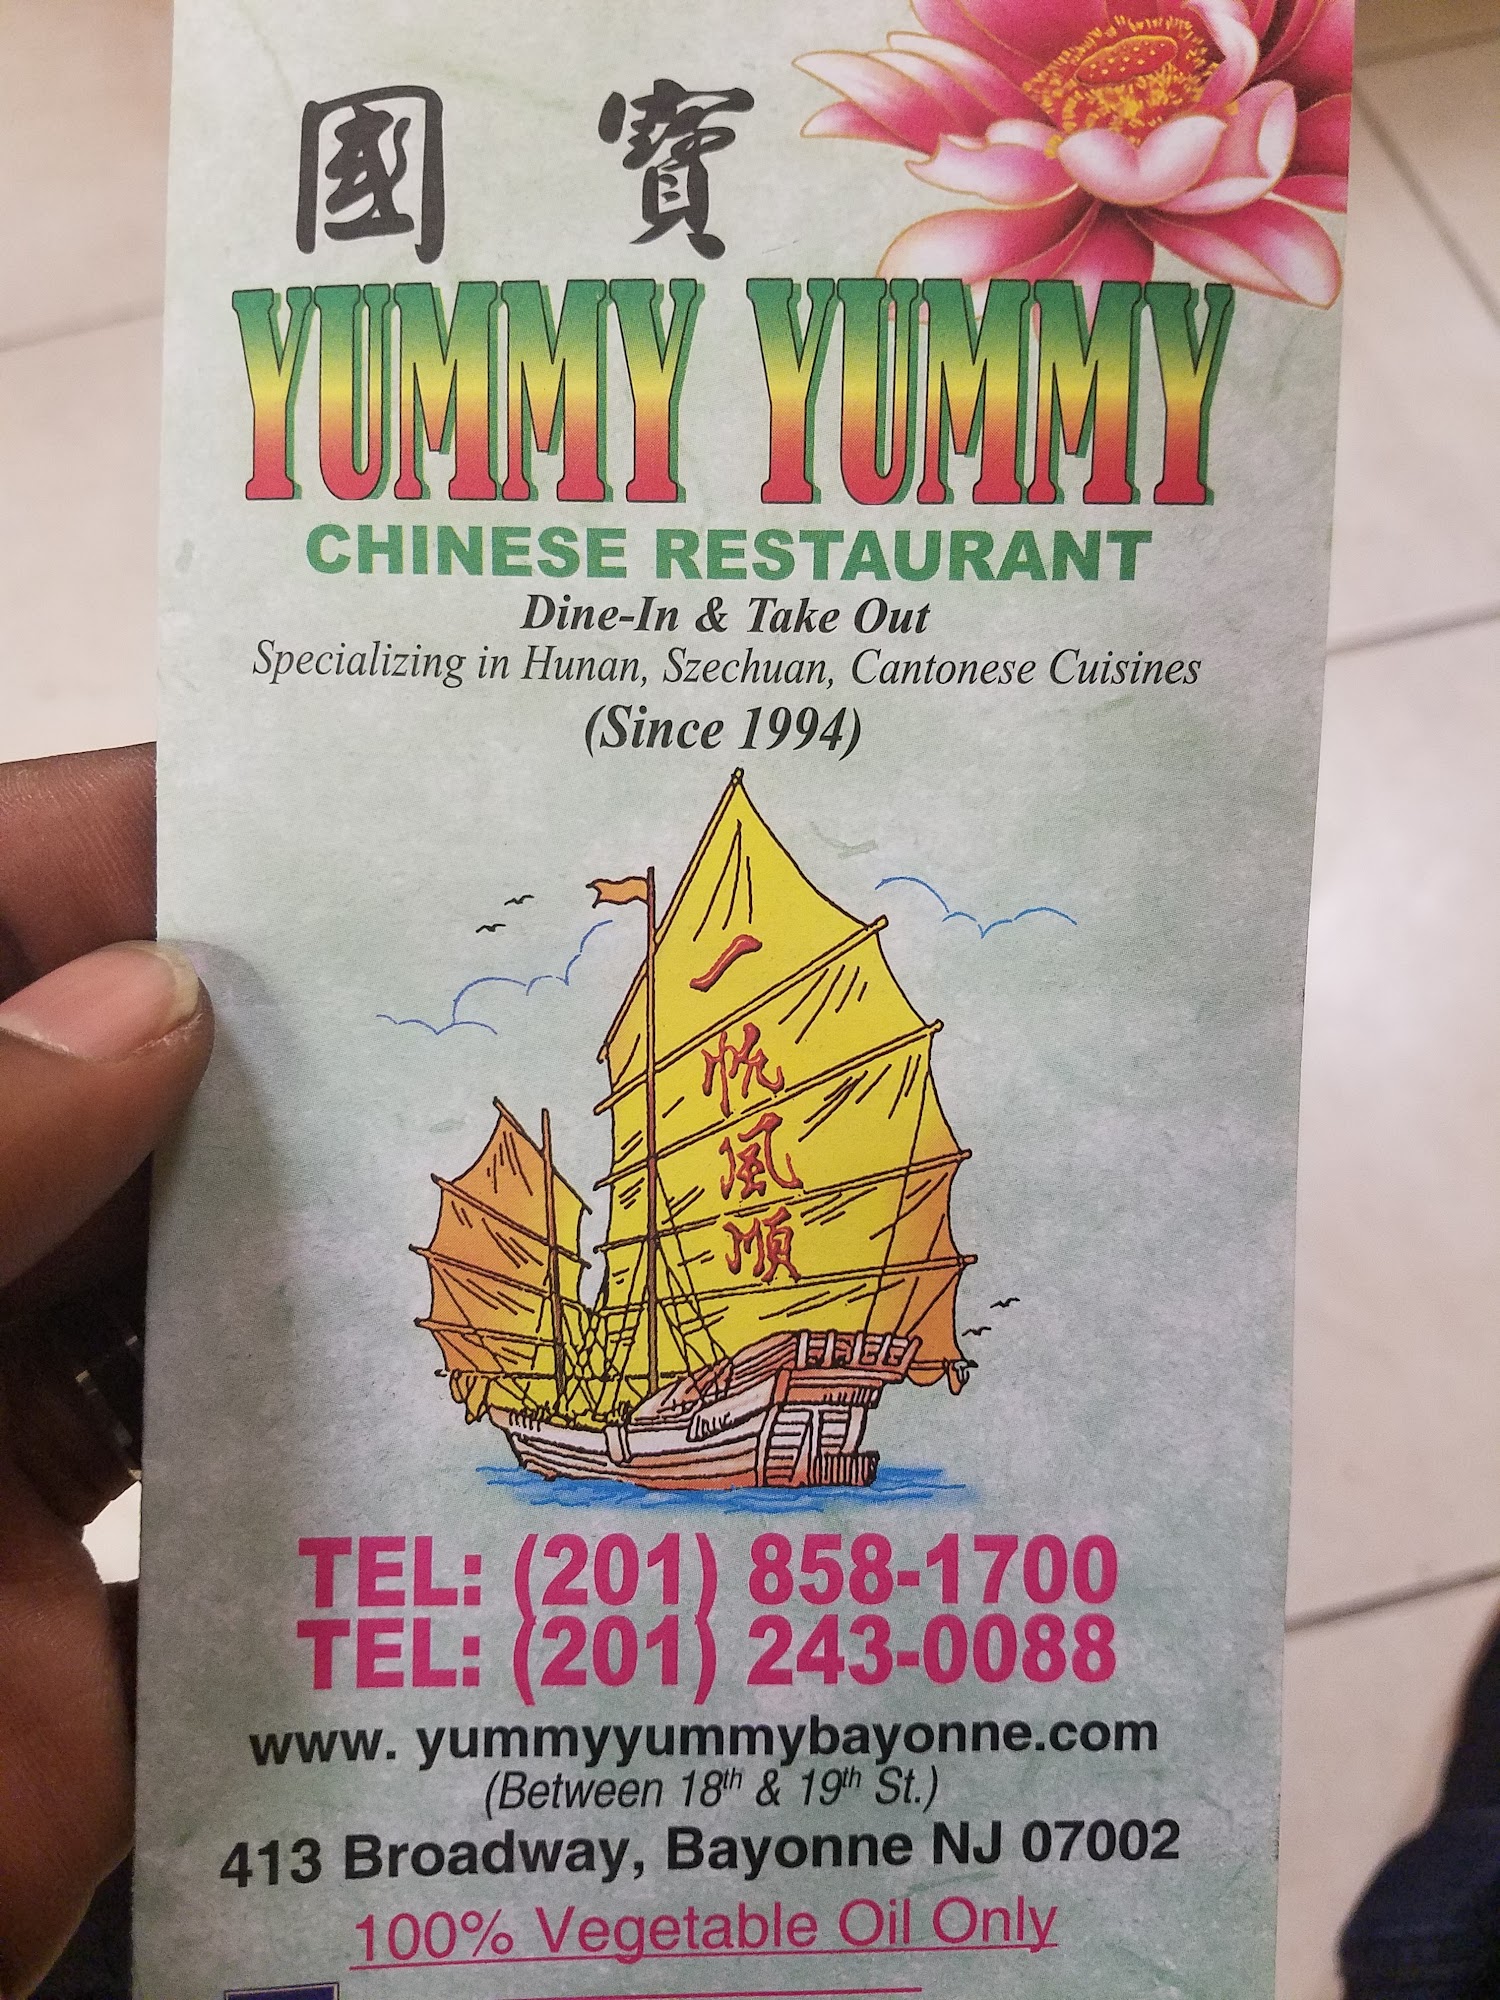 國寶
YUMMY YUMMY
CHINESE RESTAURANT
Dine-In & Take Out
Specializing in Hunan, Szechuan, Cantonese Cuisines
(Since 1994)
一
帆
風
順
TEL: (201) 858-1700
TEL: (201) 243-0088
www. yummyyummybayonne.com
(Between 18th & 19th St.)
413 Broadway, Bayonne NJ 07002
100% Vegetable Oil Only